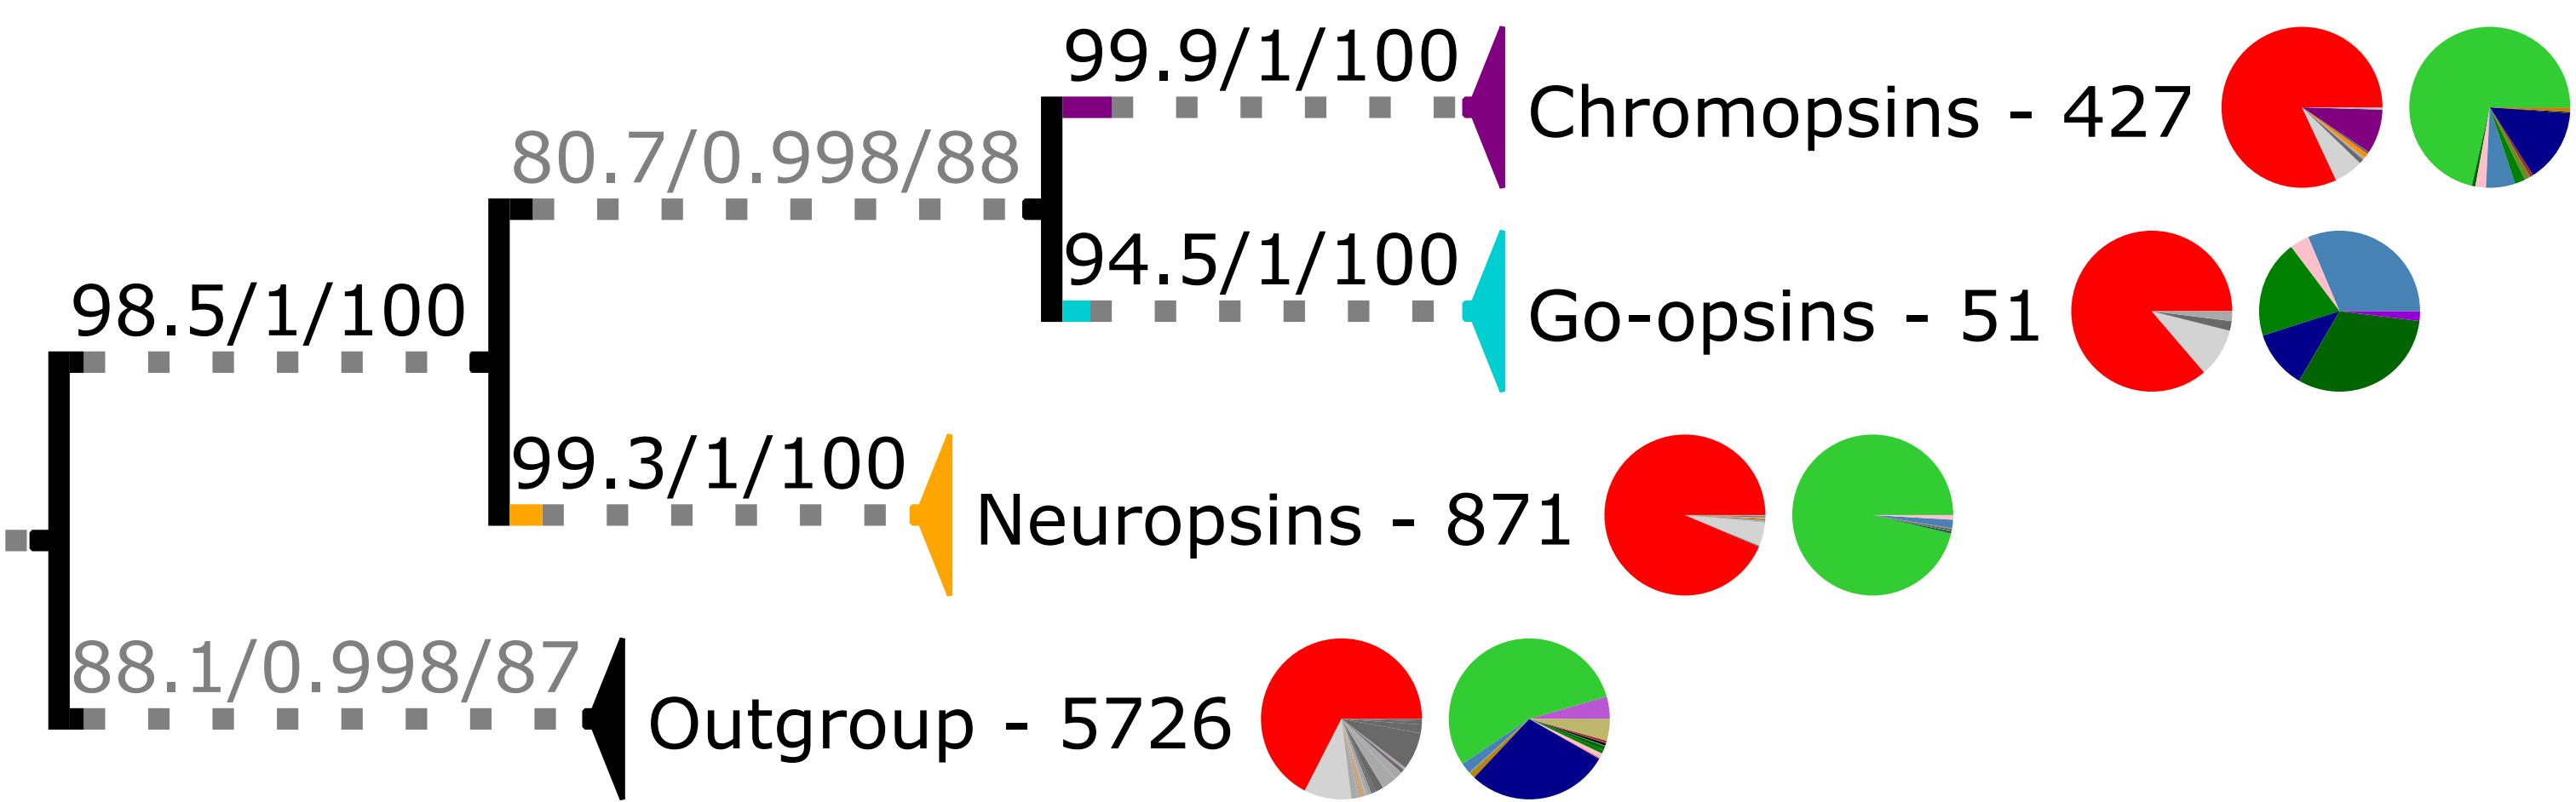 99.9/1/100
Chromopsins - 427
80.7/0.998/88
94.5/1/100
Go-opsins - 51
98.5/1/100
99.3/1/100
Neuropsins - 871
88.1/0.998/87
Outgroup - 5726